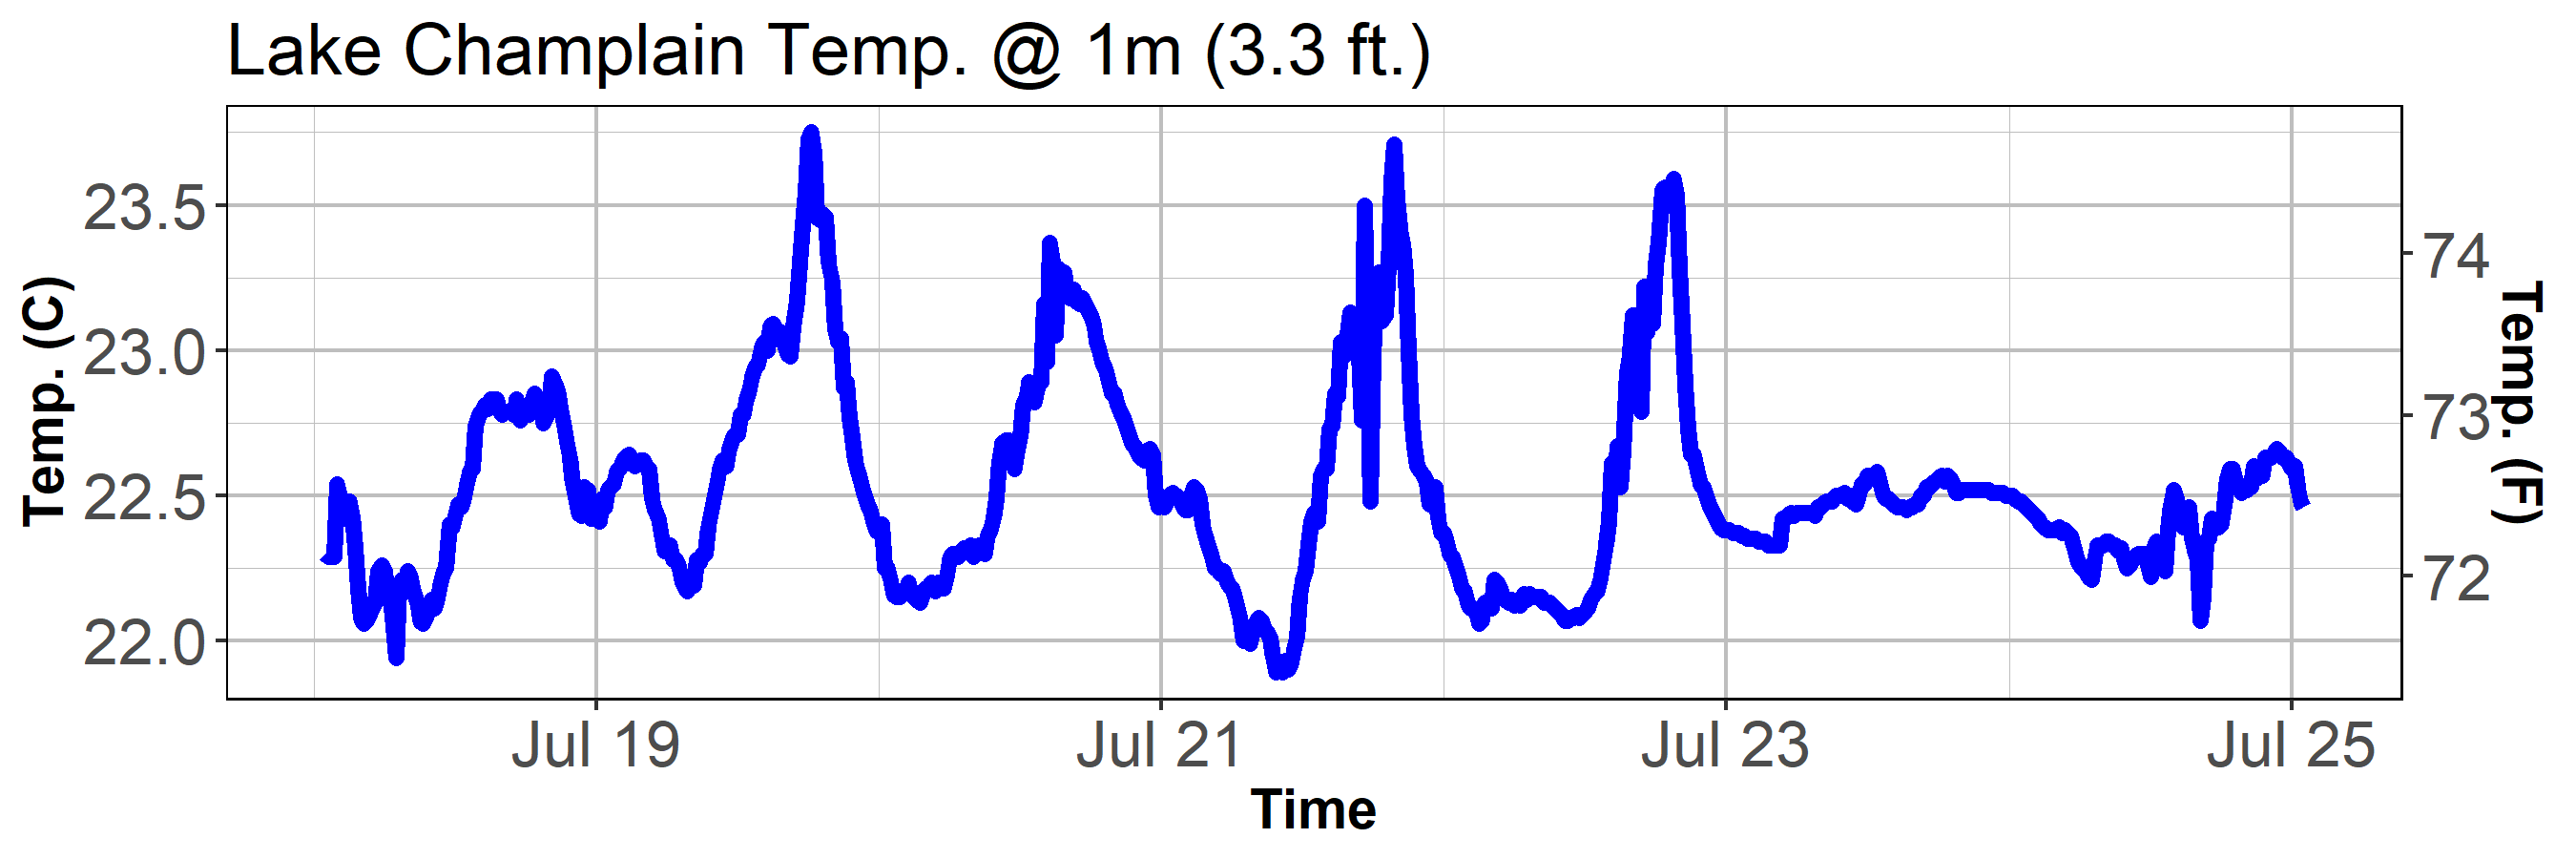 Lake Champlain Temp. @ 1m (3.3 ft.)
Temp. (C)
23.5
23.0
22.5
22.0
74
73
72
Temp. (F)
Jul 19 Jul 21 Jul 23 Jul 25
Time